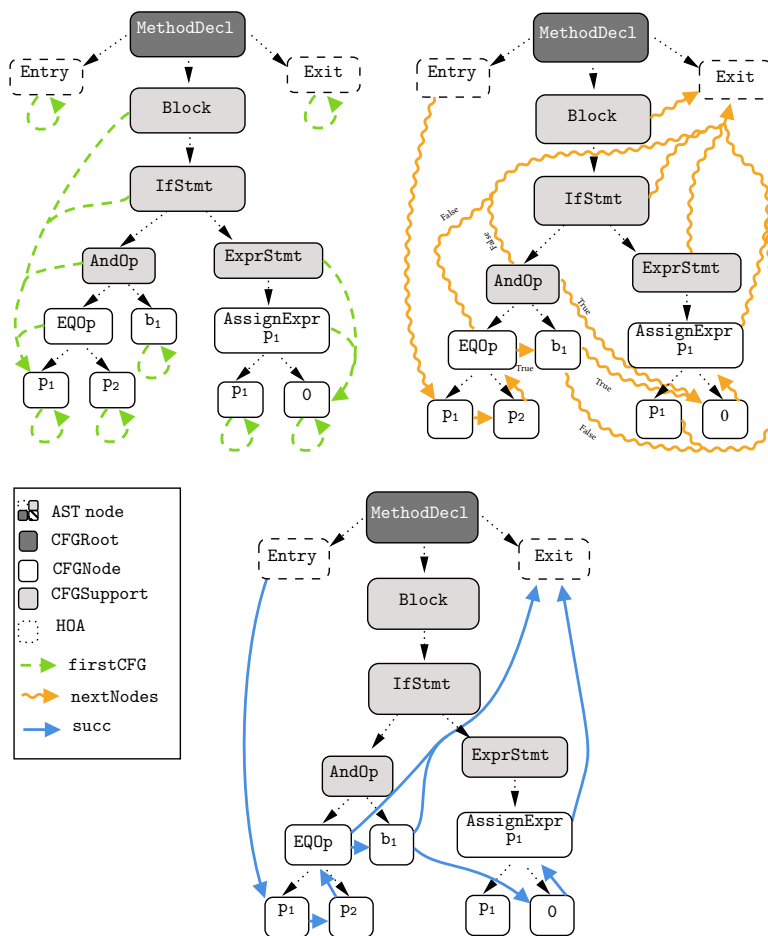 MethodDecl
Entry
Exit
Block
IfStmt
AndOp
ExprStmt
EQOp
b1
AssignExpr
p1
p1
p2
p1
0
MethodDecl
Entry
Exit
Block
IfStmt
False
False
AndOp
ExprStmt
True
EQOp
b1
AssignExpr
p1
True
True
p1
p2
False
p1
0
AST node
CFGRoot
CFGNode
CFGSupport
HOA
firstCFG
nextNodes
succ
MethodDecl
Entry
Exit
Block
IfStmt
AndOp
ExprStmt
EQOp
b1
AssignExpr
p1
p1
p2
p1
0